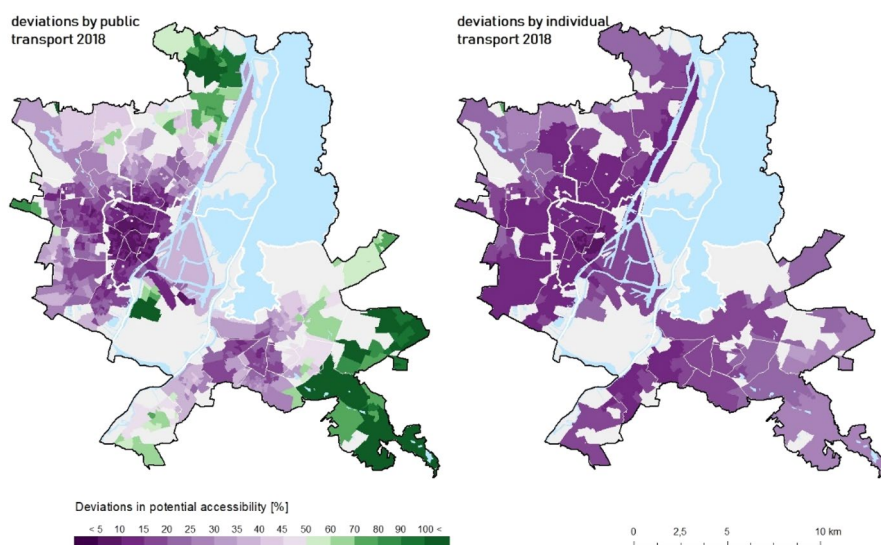 deviations by public
transport 2018
deviations by individual
transport 2018
Deviations in potential accessibility [%]
< 5 10 15 20 25 30 35 40 45 50 60 70 80 90 100 <
0 2,5 5 10 km